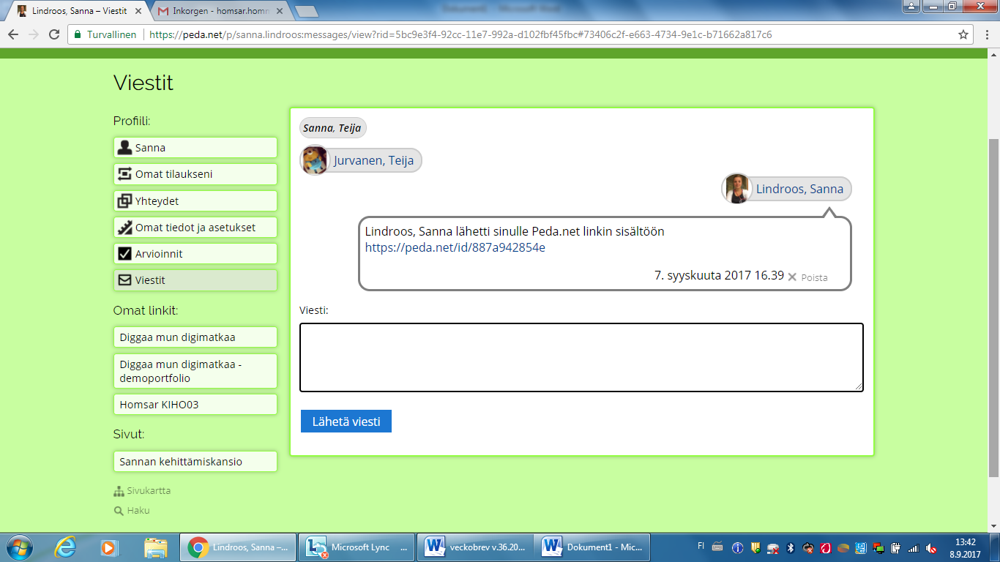 Lindroos, Sanna – Viestit
Inkorgen - homsar.homn
Dokument1 - Microsoft Word
Turvallinen
https://peda.net/p/sanna.lindroos:messages/view?rid=5bc9e3f4-92cc-11e7-992a-d102fbf45fbc#73406c2f-e663-4734-9e1c-b71662a817c6
Viestit
Profiili:
Sanna
Omat tilaukseni
Yhteydet
Omat tiedot ja asetukset
Arvioinnit
Viestit
Omat linkit:
Diggaa mun digimatkaa
Diggaa mun digimatkaa -
demoportfolio
Homsar KIHO03
Sivut:
Sannan kehittämiskansio
Sivukartta
Haku
Sanna, Teija
Jurvanen, Teija
Lindroos, Sanna
Lindroos, Sanna lähetti sinulle Peda.net linkin sisältöön
https://peda.net/id/887a942854e
7. syyskuuta 2017 16.39
Poista
Viesti:
Lähetä viesti
Lindroos, Sanna –...
Microsoft Lync ...
veckobrev v.36.20...
Dokument1 - Mic...
FI
13:42
8.9.2017